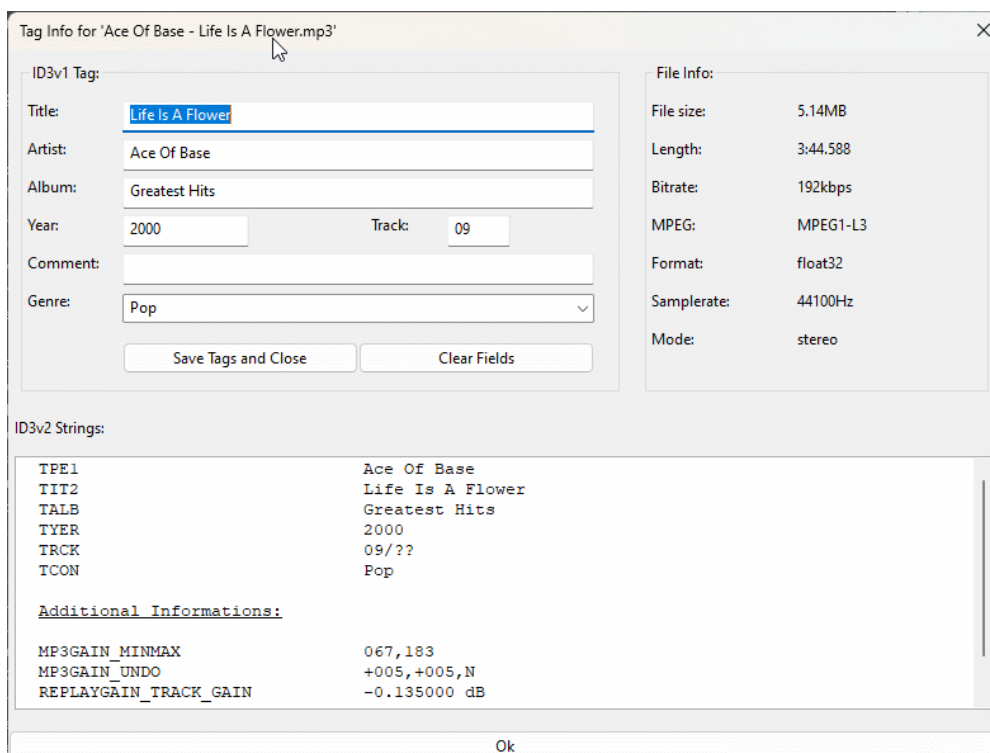 Tag Info for 'Ace Of Base - Life Is A Flower.mp3'
ID3v1 Tag:
Title: Life Is A Flower
Artist: Ace Of Base
Album: Greatest Hits
Year: 2000 Track: 09
Comment:
Genre: Pop
Save Tags and Close Clear Fields
File Info:
File size: 5.14MB
Length: 3:44.588
Bitrate: 192kbps
MPEG: MPEG1-L3
Format: float32
Samplerate: 44100Hz
Mode: stereo
ID3v2 Strings:
TPE1 Ace Of Base
TIT2 Life Is A Flower
TALB Greatest Hits
TYER 2000
TRCK 09/??
TCON Pop
Additional Informations:
MP3GAIN_MINMAX 067,183
MP3GAIN_UNDO +005,+005,N
REPLAYGAIN_TRACK_GAIN -0.135000 dB
Ok